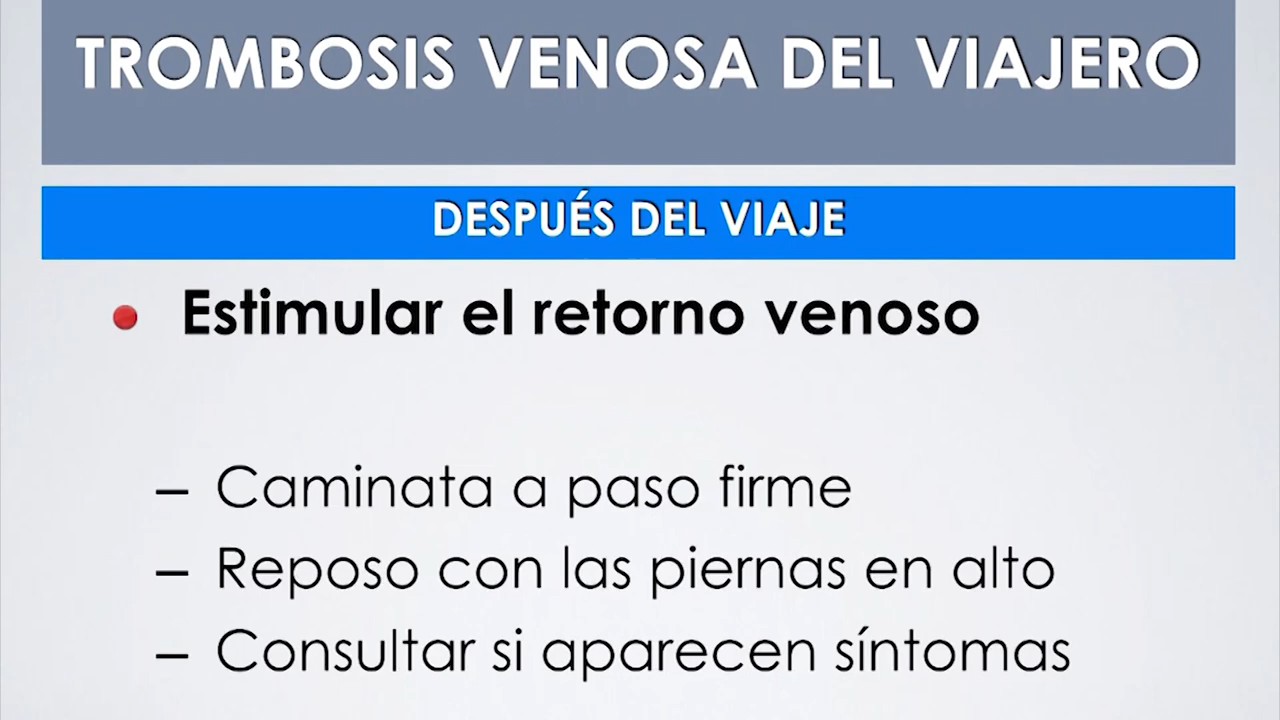 TROMBOSIS VENOSA DEL VIAJERO
DESPUÉS DEL VIAJE
• Estimular el retorno venoso
– Caminata a paso firme
– Reposo con las piernas en alto
– Consultar si aparecen síntomas